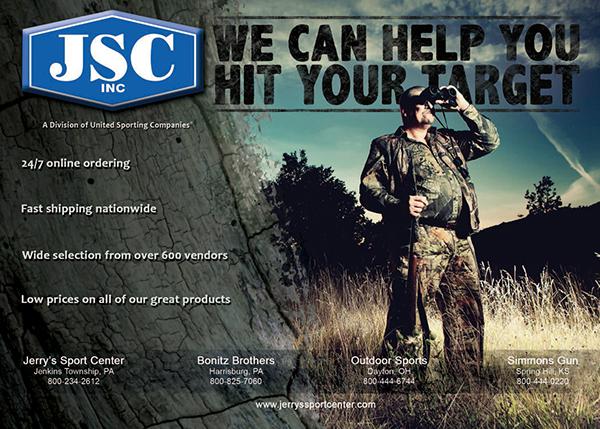 JSC
INC
A Division of United Sporting Companies®
WE CAN HELP YOU
HIT YOUR TARGET
24/7 online ordering
Fast shipping nationwide
Wide selection from over 600 vendors
Low prices on all of our great products
Jerry's Sport Center
Jenkins Township, PA
800-234-2612
Bonitz Brothers
Harrisburg, PA
800-825-7060
Outdoor Sports
Dayton, OH
800-444-6744
Simmons Gun
Spring Hill, KS
800-444-0220
www.jerryssportcenter.com